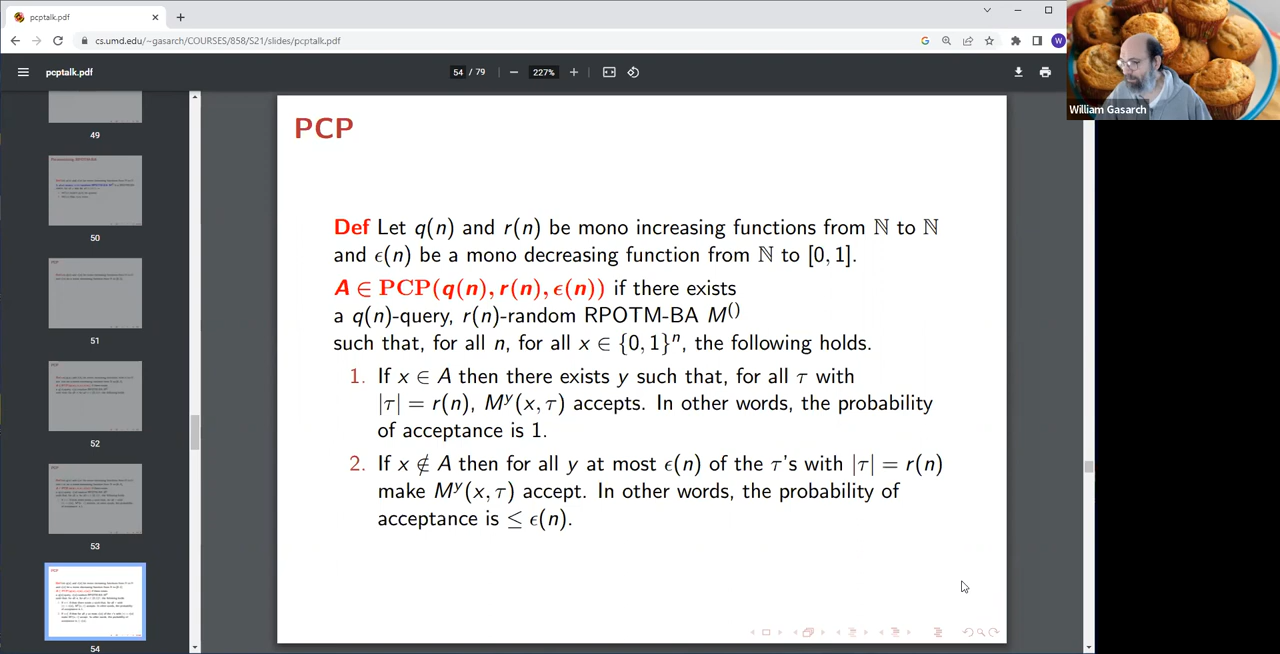 pcptalk.pdf
cs.umd.edu/~gasarch/COURSES/858/S21/slides/pcptalk.pdf
W
pcptalk.pdf
54 / 79
227%
William Gasarch
49
50
51
52
53
54
PCP
Def Let q(n) and r(n) be mono increasing functions from ℕ to ℕ
and ϵ(n) be a mono decreasing function from ℕ to [0, 1].
A ∈ PCP(q(n), r(n), ϵ(n)) if there exists
a q(n)-query, r(n)-random RPOTM-BA M⁽⁾
such that, for all n, for all x ∈ {0, 1}ⁿ, the following holds.
1. If x ∈ A then there exists y such that, for all τ with
|τ| = r(n), Mʸ(x, τ) accepts. In other words, the probability
of acceptance is 1.
2. If x ∉ A then for all y at most ϵ(n) of the τ's with |τ| = r(n)
make Mʸ(x, τ) accept. In other words, the probability of
acceptance is ≤ ϵ(n).